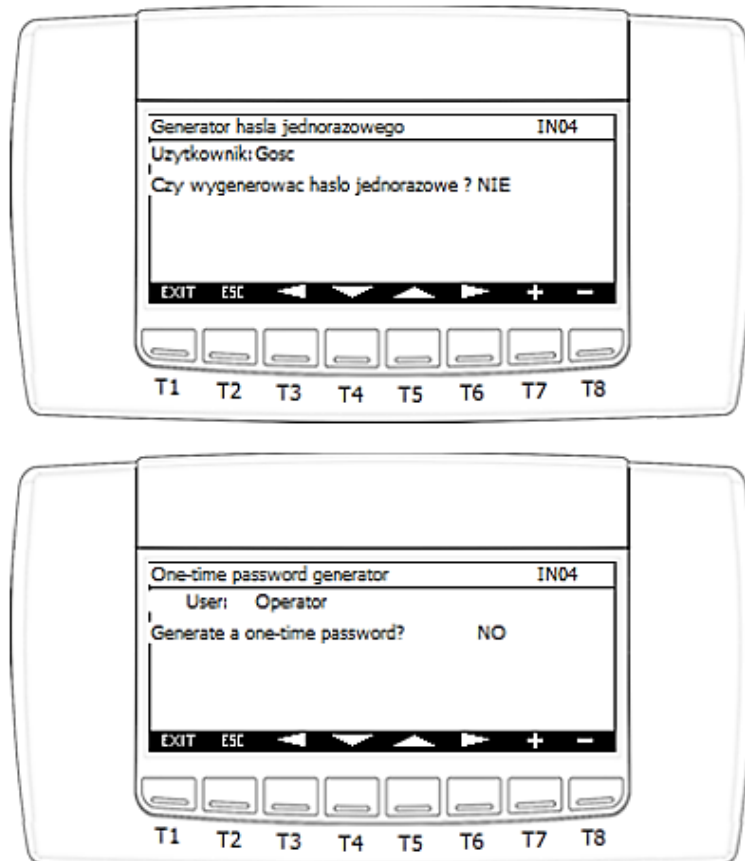 Generator hasla jednorazowego IN04
Uzytkownik: Gosc
Czy wygenerowac haslo jednorazowe ? NIE
EXIT ESC + -
T1 T2 T3 T4 T5 T6 T7 T8
One-time password generator IN04
User: Operator
Generate a one-time password? NO
EXIT ESC + -
T1 T2 T3 T4 T5 T6 T7 T8